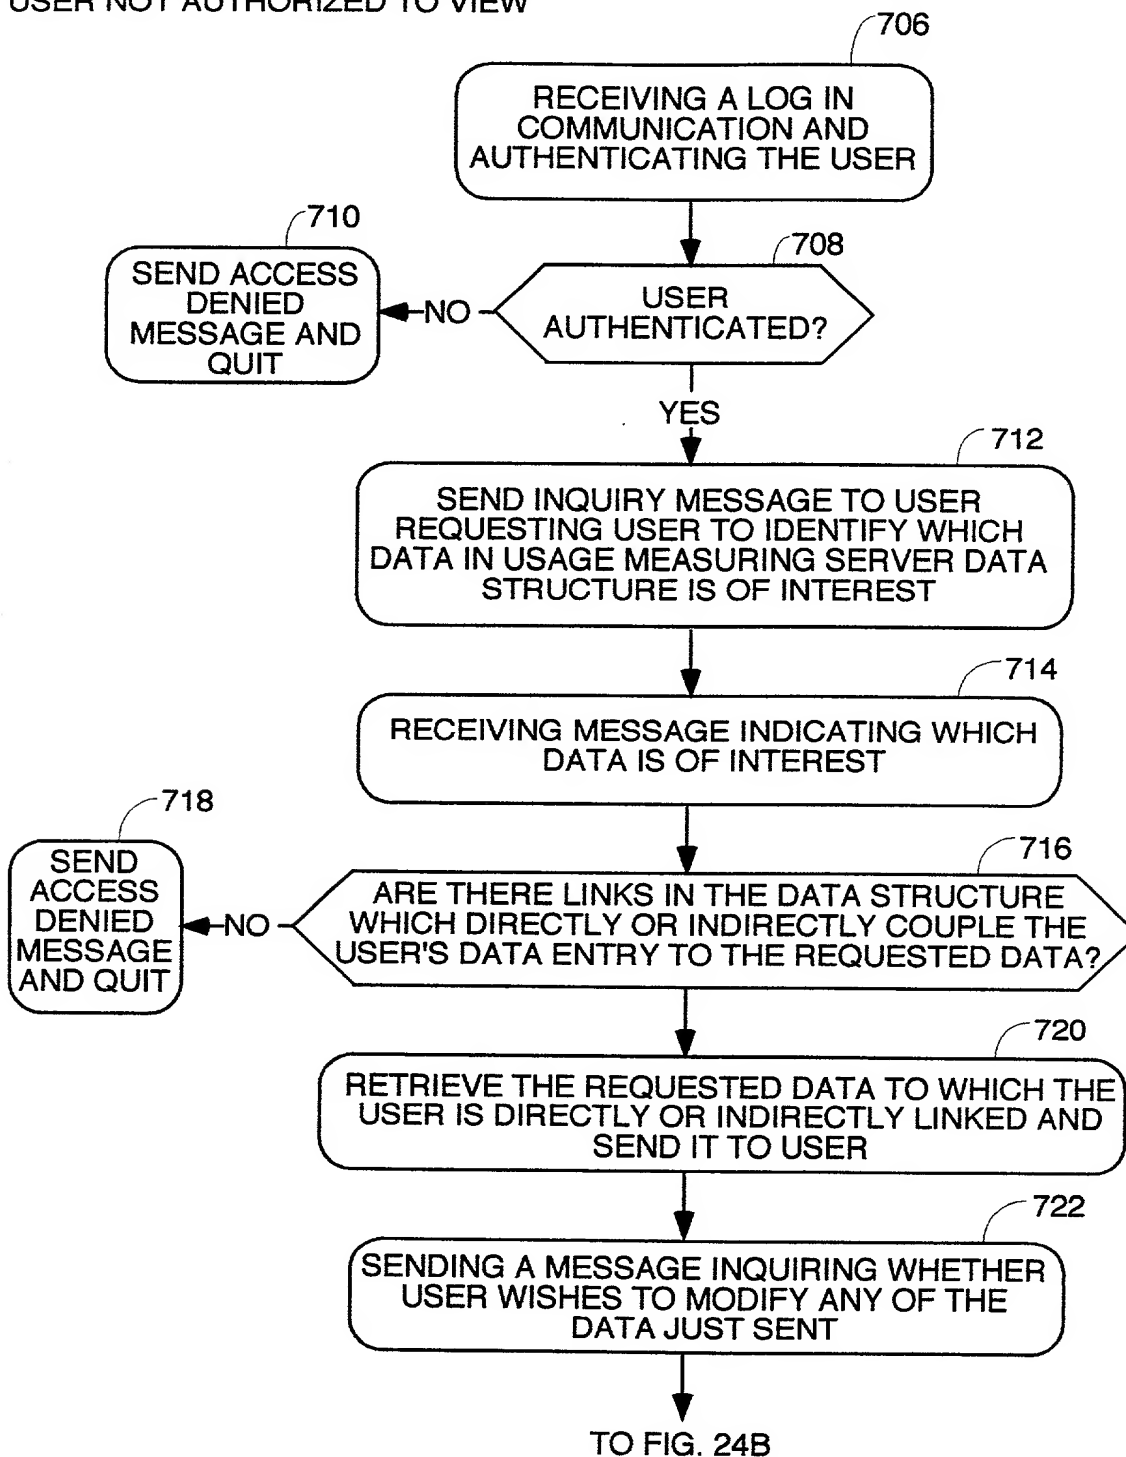 USER NOT AUTHORIZED TO VIEW
706
RECEIVING A LOG IN
COMMUNICATION AND
AUTHENTICATING THE USER
710
708
SEND ACCESS
DENIED
MESSAGE AND
QUIT
NO
USER
AUTHENTICATED?
YES
712
SEND INQUIRY MESSAGE TO USER
REQUESTING USER TO IDENTIFY WHICH
DATA IN USAGE MEASURING SERVER DATA
STRUCTURE IS OF INTEREST
714
RECEIVING MESSAGE INDICATING WHICH
DATA IS OF INTEREST
718
716
SEND
ACCESS
DENIED
MESSAGE
AND QUIT
NO
ARE THERE LINKS IN THE DATA STRUCTURE
WHICH DIRECTLY OR INDIRECTLY COUPLE THE
USER'S DATA ENTRY TO THE REQUESTED DATA?
720
RETRIEVE THE REQUESTED DATA TO WHICH THE
USER IS DIRECTLY OR INDIRECTLY LINKED AND
SEND IT TO USER
722
SENDING A MESSAGE INQUIRING WHETHER
USER WISHES TO MODIFY ANY OF THE
DATA JUST SENT
TO FIG. 24B